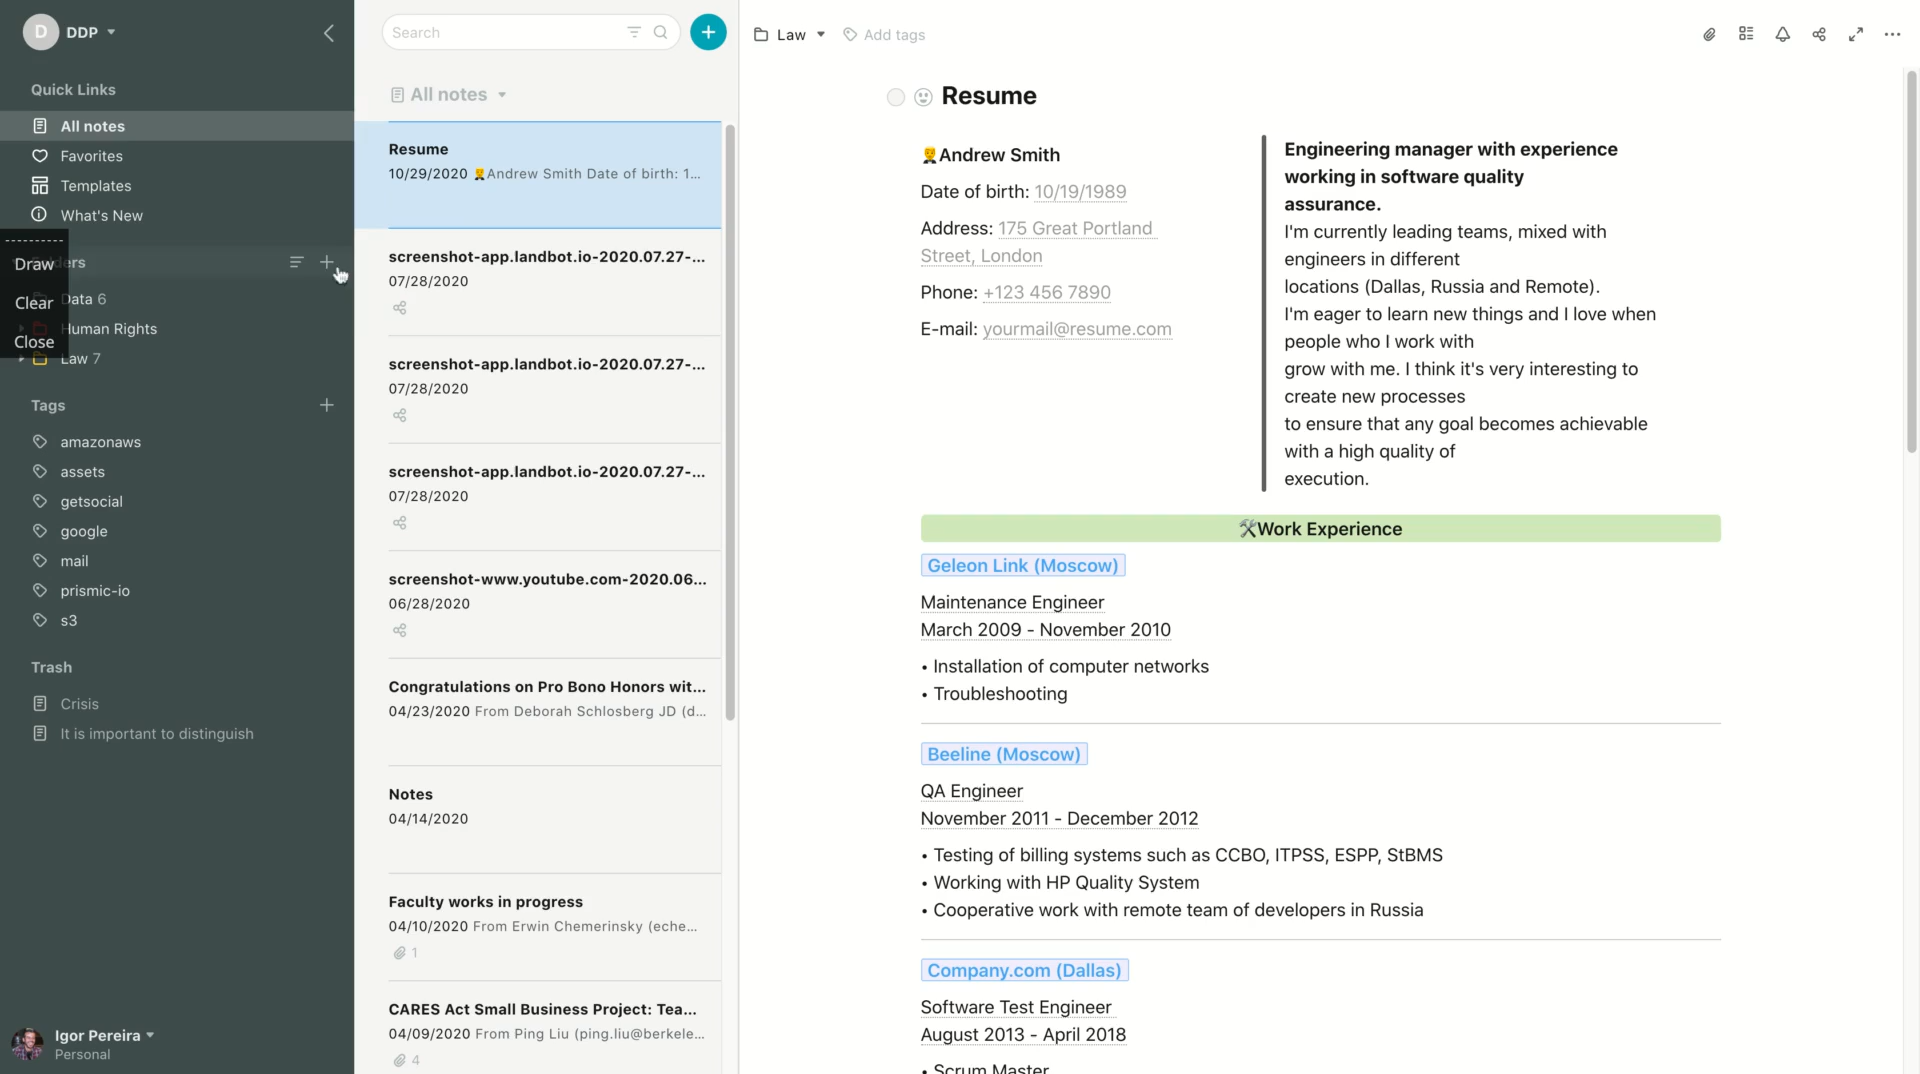 D DDP
Quick Links
All notes
Favorites
Templates
What's New
Draw
ders
Clear
Data 6
Human Rights
Close
Law 7
Tags
amazonaws
assets
getsocial
google
mail
prismic-io
s3
Trash
Crisis
It is important to distinguish
Igor Pereira
Personal
Search
All notes
Resume
10/29/2020 Andrew Smith Date of birth: 1...
screenshot-app.landbot.io-2020.07.27-...
07/28/2020
screenshot-app.landbot.io-2020.07.27-...
07/28/2020
screenshot-app.landbot.io-2020.07.27-...
07/28/2020
screenshot-www.youtube.com-2020.06...
06/28/2020
Congratulations on Pro Bono Honors wit...
04/23/2020 From Deborah Schlosberg JD (d...
Notes
04/14/2020
Faculty works in progress
04/10/2020 From Erwin Chemerinsky (eche...
1
CARES Act Small Business Project: Tea...
04/09/2020 From Ping Liu (ping.liu@berkele...
4
Law Add tags
Resume
Andrew Smith
Date of birth: 10/19/1989
Address: 175 Great Portland
Street, London
Phone: +123 456 7890
E-mail: yourmail@resume.com
Engineering manager with experience
working in software quality
assurance.
I'm currently leading teams, mixed with
engineers in different
locations (Dallas, Russia and Remote).
I'm eager to learn new things and I love when
people who I work with
grow with me. I think it's very interesting to
create new processes
to ensure that any goal becomes achievable
with a high quality of
execution.
🛠Work Experience
Geleon Link (Moscow)
Maintenance Engineer
March 2009 - November 2010
• Installation of computer networks
• Troubleshooting
Beeline (Moscow)
QA Engineer
November 2011 - December 2012
• Testing of billing systems such as CCBO, ITPSS, ESPP, StBMS
• Working with HP Quality System
• Cooperative work with remote team of developers in Russia
Company.com (Dallas)
Software Test Engineer
August 2013 - April 2018
• Scrum Master